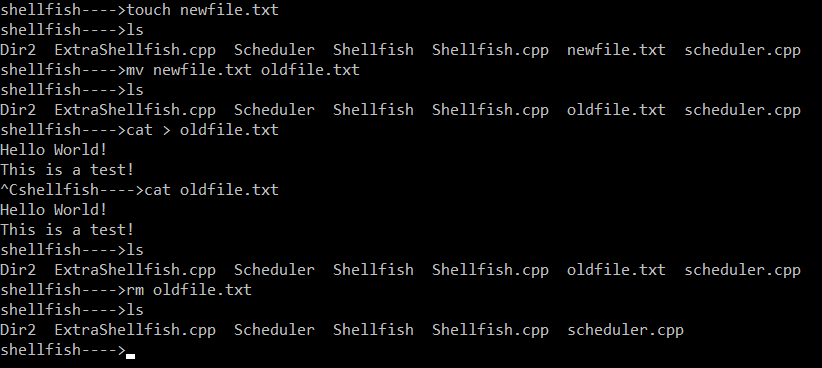 shellfish---->touch newfile.txt
shellfish---->ls
Dir2  ExtraShellfish.cpp  Scheduler  Shellfish  Shellfish.cpp  newfile.txt  scheduler.cpp
shellfish---->mv newfile.txt oldfile.txt
shellfish---->ls
Dir2  ExtraShellfish.cpp  Scheduler  Shellfish  Shellfish.cpp  oldfile.txt  scheduler.cpp
shellfish---->cat > oldfile.txt
Hello World!
This is a test!
^Cshellfish---->cat oldfile.txt
Hello World!
This is a test!
shellfish---->ls
Dir2  ExtraShellfish.cpp  Scheduler  Shellfish  Shellfish.cpp  oldfile.txt  scheduler.cpp
shellfish---->rm oldfile.txt
shellfish---->ls
Dir2  ExtraShellfish.cpp  Scheduler  Shellfish  Shellfish.cpp  scheduler.cpp
shellfish---->